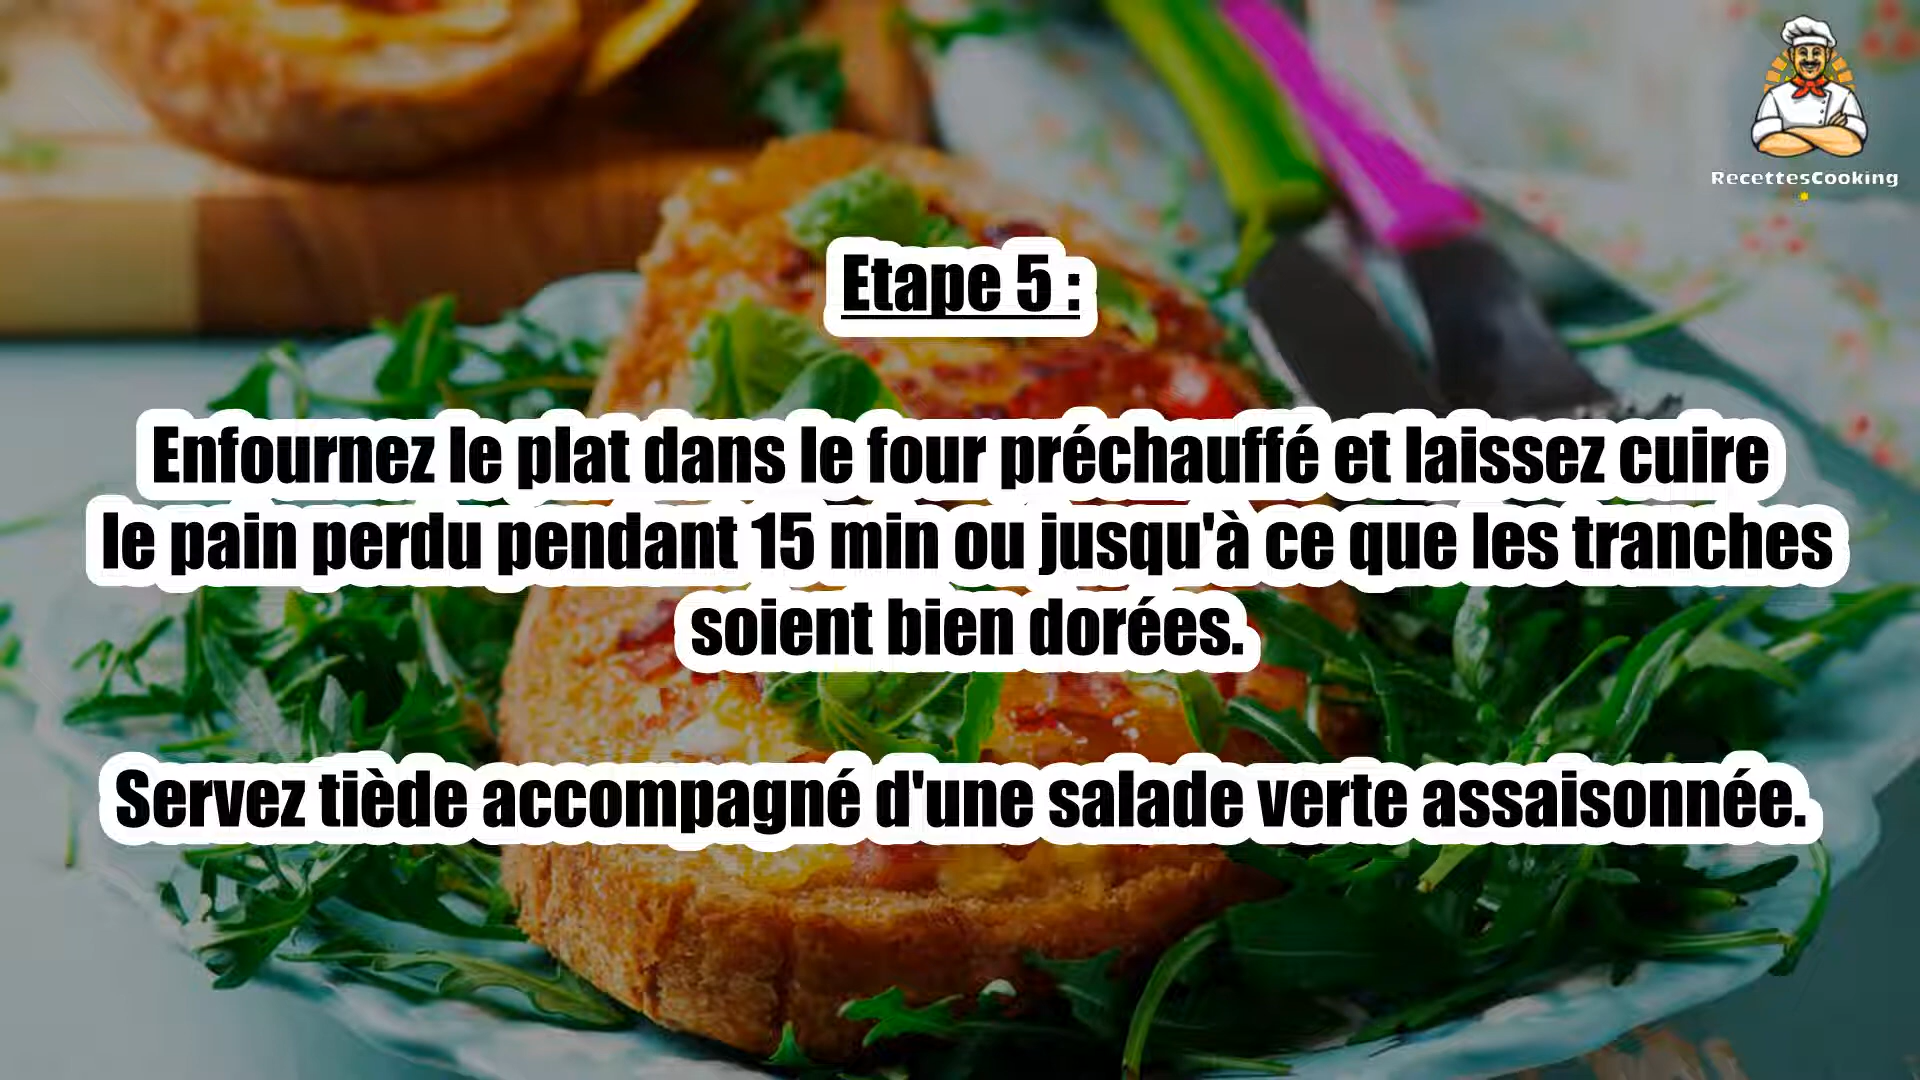 RecettesCooking
Etape 5 :
Enfournez le plat dans le four préchauffé et laissez cuire
le pain perdu pendant 15 min ou jusqu'à ce que les tranches
soient bien dorées.
Servez tiède accompagné d'une salade verte assaisonnée.